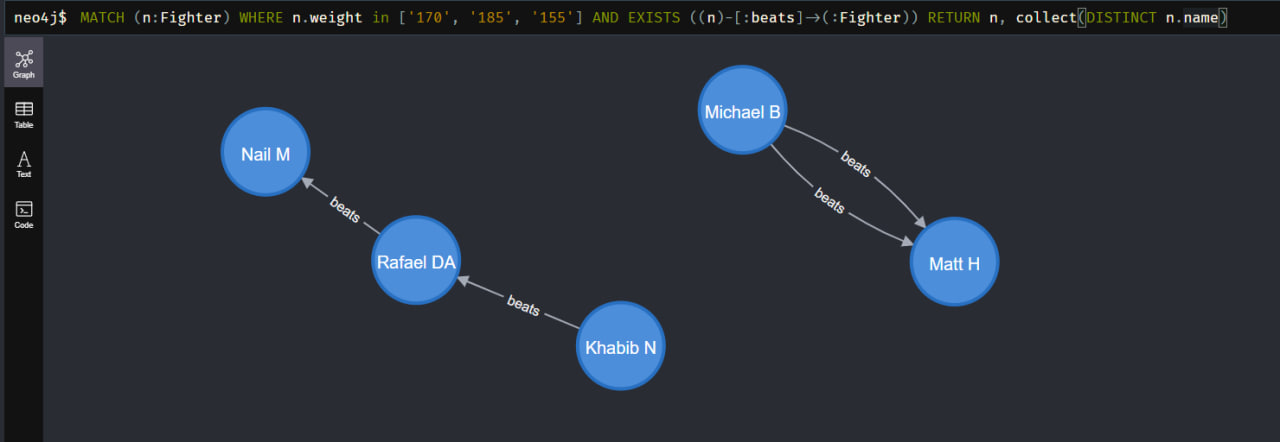 neo4j$ MATCH (n:Fighter) WHERE n.weight in ['170', '185', '155'] AND EXISTS ((n)-[:beats]→(:Fighter)) RETURN n, collect(DISTINCT n.name)
Graph
Table
Text
Code
Michael B
Nail M
beats
beats
beats
Rafael DA
Matt H
beats
Khabib N